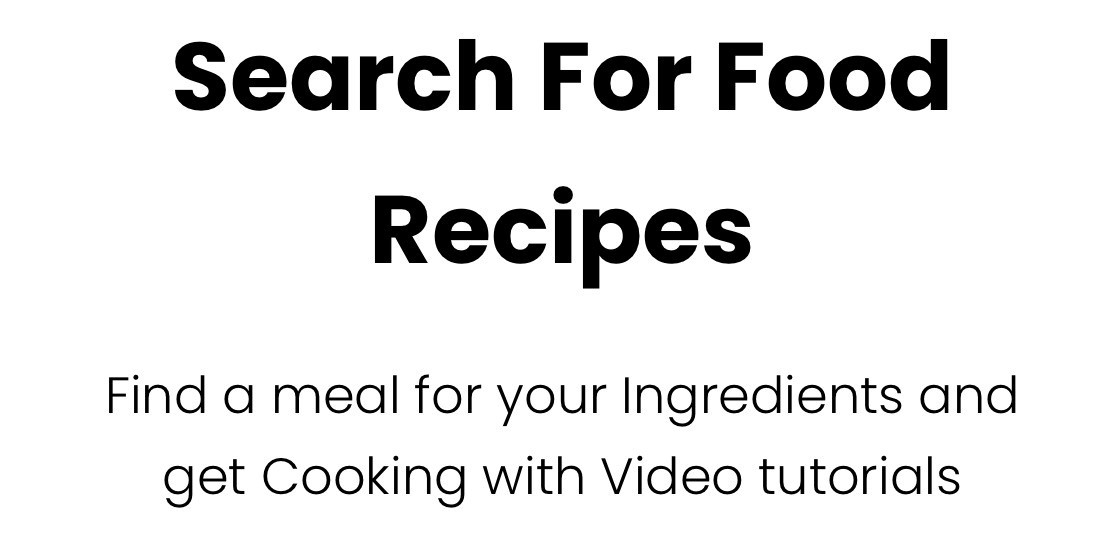 Search For Food
Recipes
Find a meal for your Ingredients and
get Cooking with Video tutorials